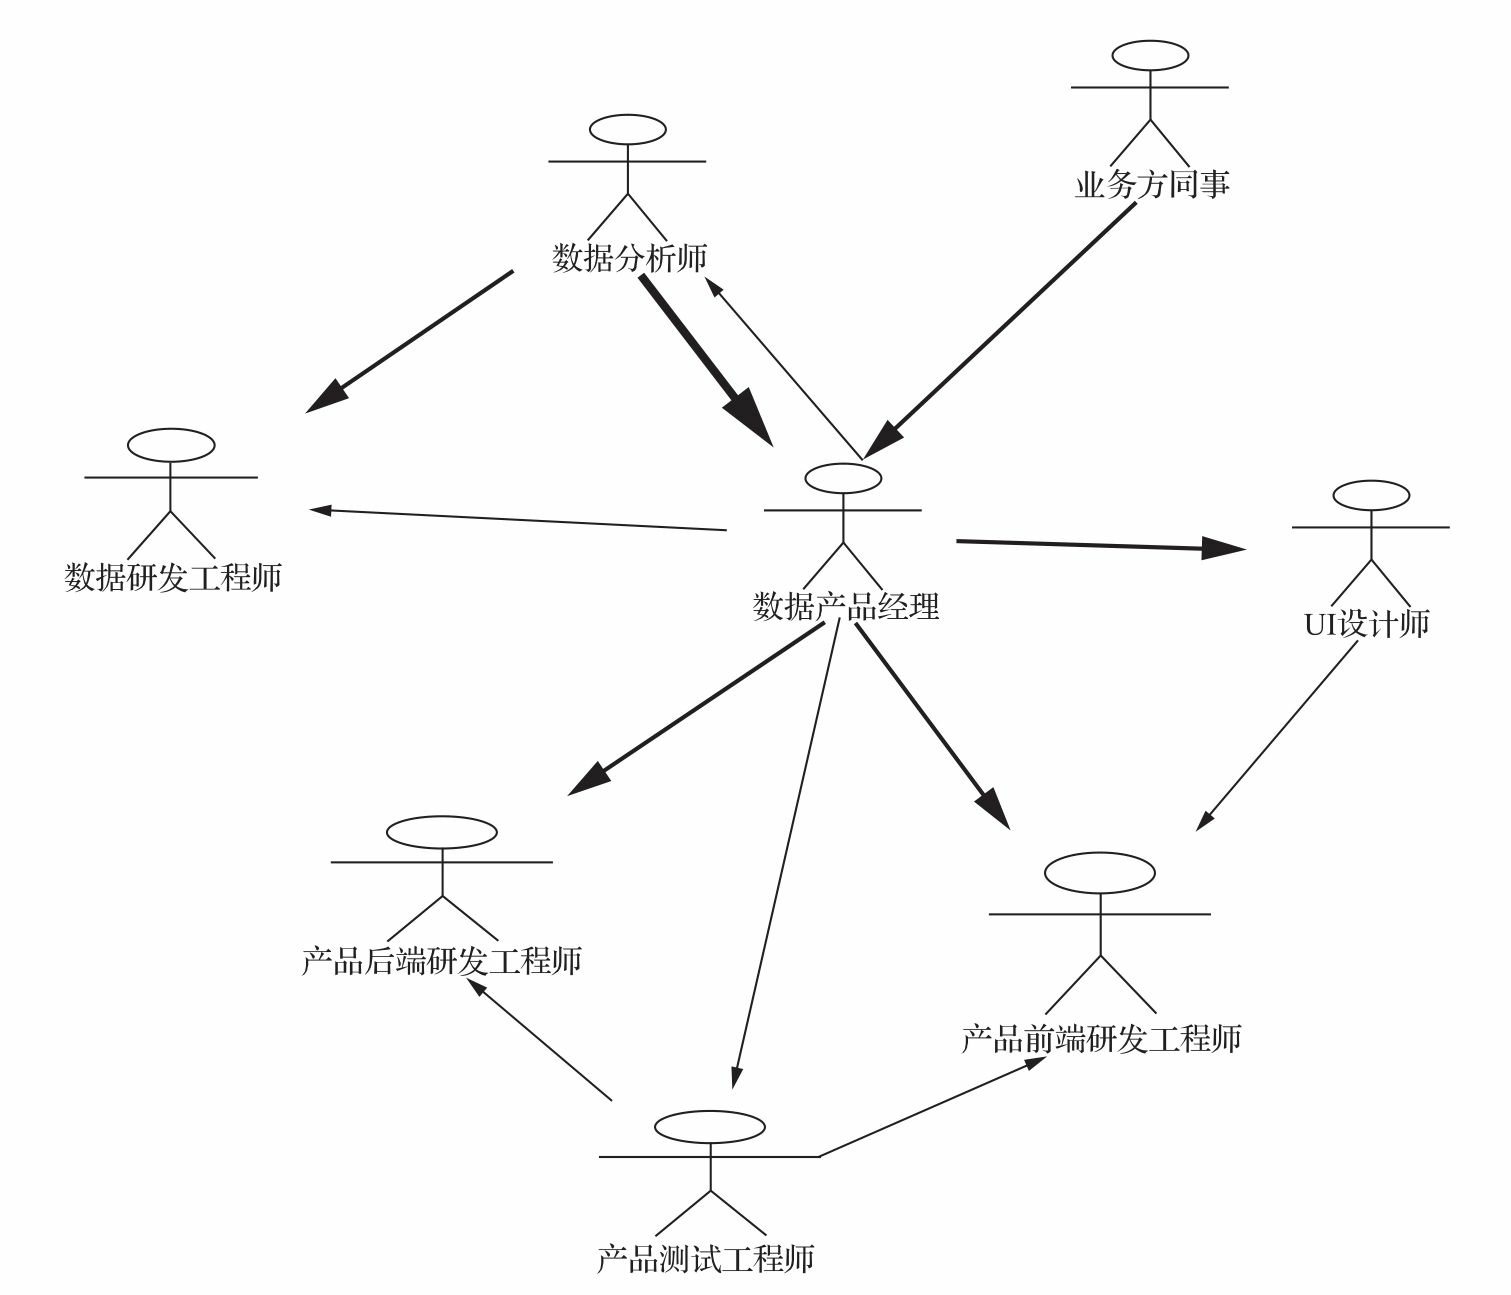 业务方同事
数据分析师
数据研发工程师
数据产品经理
UI设计师
产品后端研发工程师
产品前端研发工程师
产品测试工程师